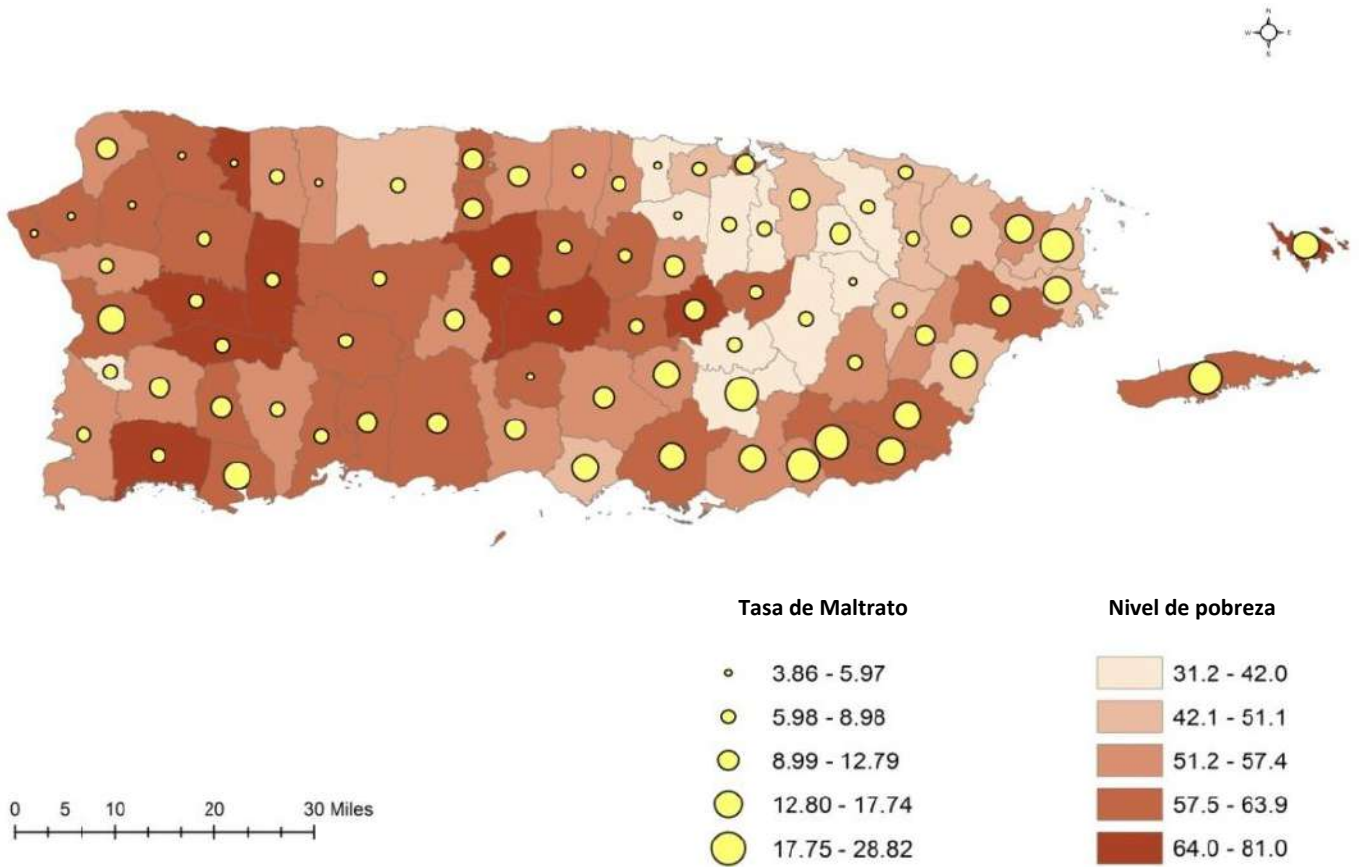 N
W E
S
Tasa de Maltrato
3.86 - 5.97
5.98 - 8.98
8.99 - 12.79
12.80 - 17.74
17.75 - 28.82
Nivel de pobreza
31.2 - 42.0
42.1 - 51.1
51.2 - 57.4
57.5 - 63.9
64.0 - 81.0
0 5 10 20 30 Miles